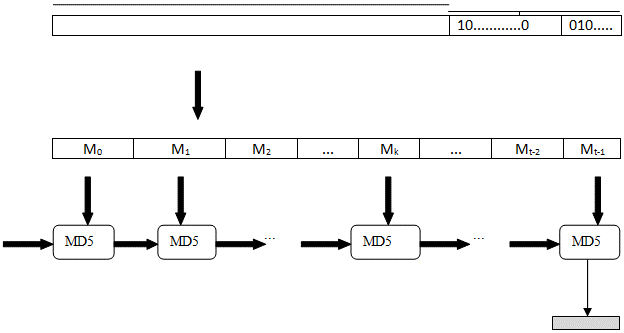 10............0 010.....
M0 M1 M2 ... Mk ... Mt-2 Mt-1
MD5 MD5 ... MD5 ... MD5